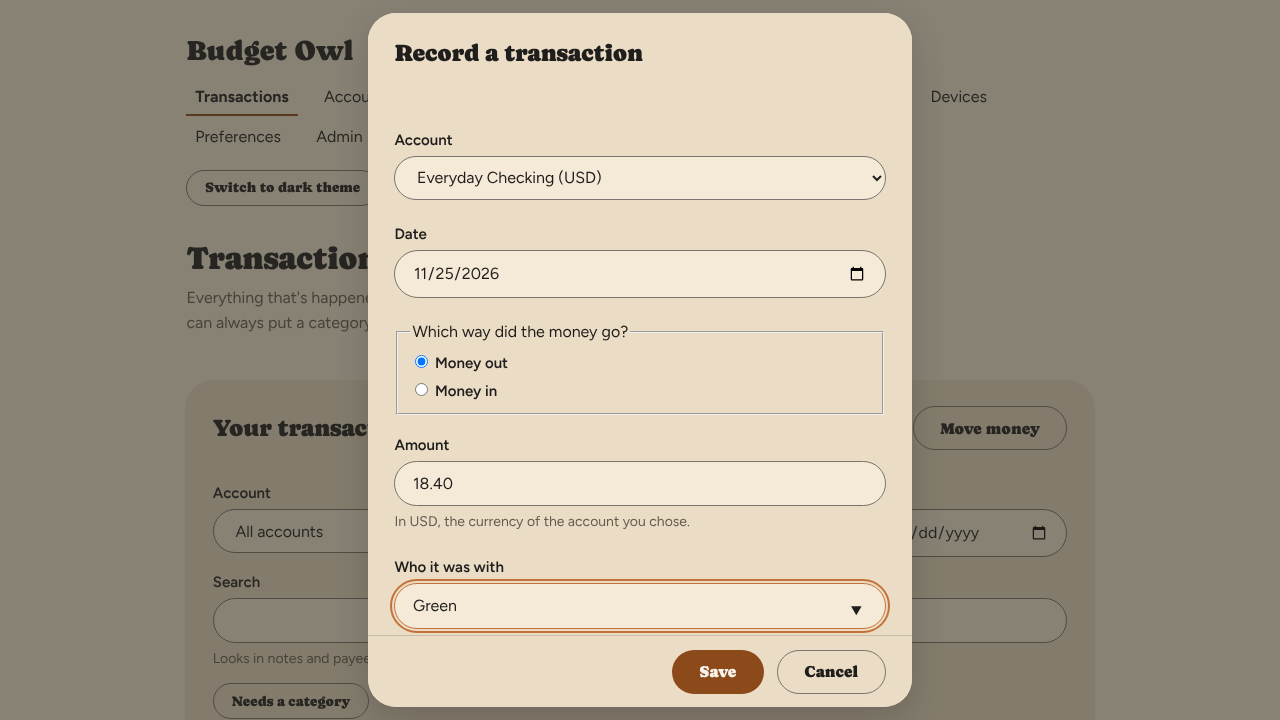 Budget Owl
Transactions Accou Devices
Preferences Admin
Switch to dark theme
Transaction
Everything that's happene
can always put a category
Your transac Move money
Account
All accounts /dd/yyyy
Search
Looks in notes and payee
Needs a category
Record a transaction
Account
Everyday Checking (USD)
Date
11/25/2026
Which way did the money go?
Money out
Money in
Amount
18.40
In USD, the currency of the account you chose.
Who it was with
Green
Save Cancel